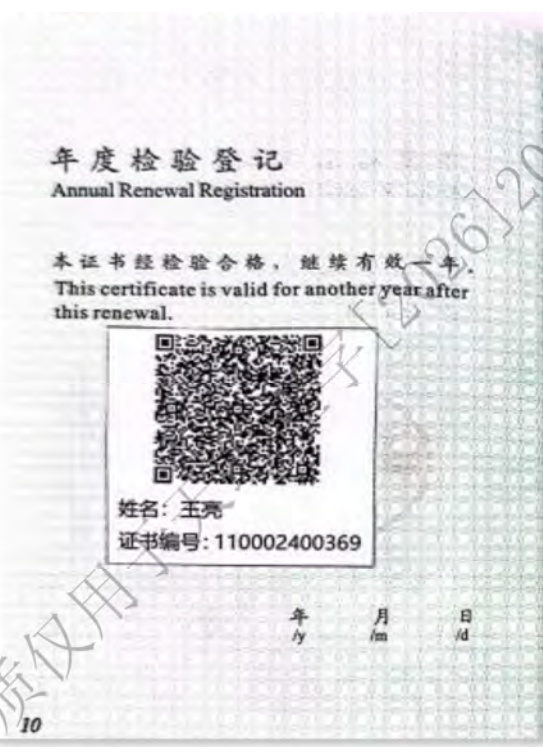 年度检验登记
Annual Renewal Registration
本证书经检验合格，继续有效一年。
This certificate is valid for another year after
this renewal.
姓名：王亮
证书编号：110002400369
年 月 日
/y /m /d
10